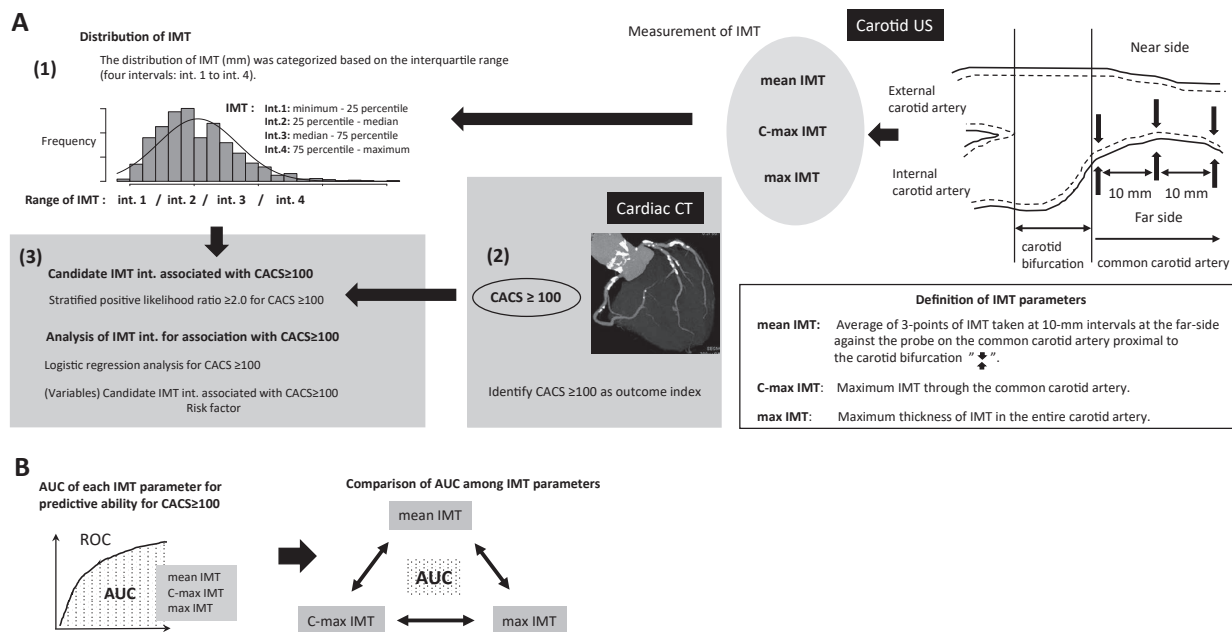 A
Distribution of IMT
(1)
The distribution of IMT (mm) was categorized based on the interquartile range
(four intervals: int. 1 to int. 4).
IMT : Int.1: minimum - 25 percentile
Int.2: 25 percentile - median
Int.3: median - 75 percentile
Int.4: 75 percentile - maximum
Frequency
Range of IMT : int. 1 / int. 2 / int. 3 / int. 4
Measurement of IMT
Carotid US
mean IMT
C-max IMT
max IMT
Near side
External
carotid artery
Internal
carotid artery
10 mm 10 mm
Far side
carotid
bifurcation
common carotid artery
(3)
Candidate IMT int. associated with CACS≥100
Stratified positive likelihood ratio ≥2.0 for CACS ≥100
Analysis of IMT int. for association with CACS≥100
Logistic regression analysis for CACS ≥100
(Variables) Candidate IMT int. associated with CACS≥100
Risk factor
Cardiac CT
(2)
CACS ≥ 100
Identify CACS ≥100 as outcome index
Definition of IMT parameters
mean IMT: Average of 3-points of IMT taken at 10-mm intervals at the far-side
against the probe on the common carotid artery proximal to
the carotid bifurcation " ".
C-max IMT: Maximum IMT through the common carotid artery.
max IMT: Maximum thickness of IMT in the entire carotid artery.
B
AUC of each IMT parameter for
predictive ability for CACS≥100
ROC
AUC
mean IMT
C-max IMT
max IMT
Comparison of AUC among IMT parameters
mean IMT
AUC
C-max IMT
max IMT